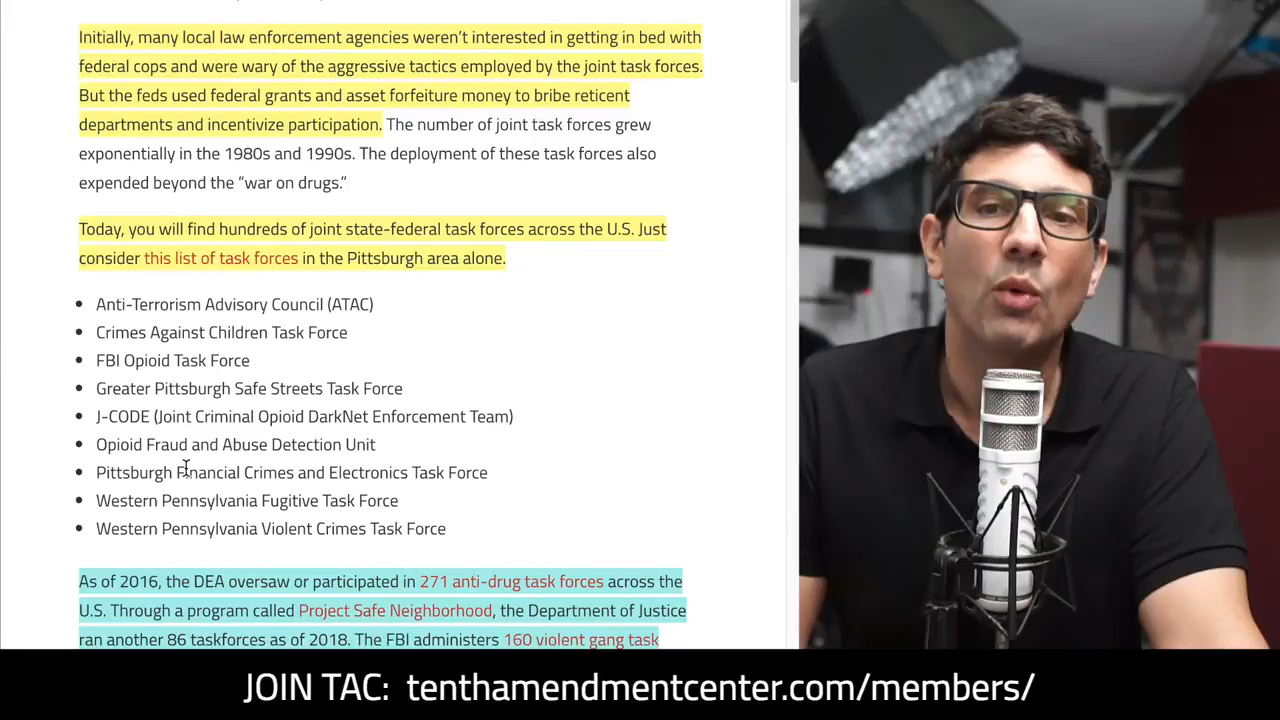 Initially, many local law enforcement agencies weren't interested in getting in bed with
federal cops and were wary of the aggressive tactics employed by the joint task forces.
But the feds used federal grants and asset forfeiture money to bribe reticent
departments and incentivize participation. The number of joint task forces grew
exponentially in the 1980s and 1990s. The deployment of these task forces also
expended beyond the "war on drugs."
Today, you will find hundreds of joint state-federal task forces across the U.S. Just
consider this list of task forces in the Pittsburgh area alone.
• Anti-Terrorism Advisory Council (ATAC)
• Crimes Against Children Task Force
• FBI Opioid Task Force
• Greater Pittsburgh Safe Streets Task Force
• J-CODE (Joint Criminal Opioid DarkNet Enforcement Team)
• Opioid Fraud and Abuse Detection Unit
• Pittsburgh Financial Crimes and Electronics Task Force
• Western Pennsylvania Fugitive Task Force
• Western Pennsylvania Violent Crimes Task Force
As of 2016, the DEA oversaw or participated in 271 anti-drug task forces across the
U.S. Through a program called Project Safe Neighborhood, the Department of Justice
ran another 86 taskforces as of 2018. The FBI administers 160 violent gang task
JOIN TAC: tenthamendmentcenter.com/members/